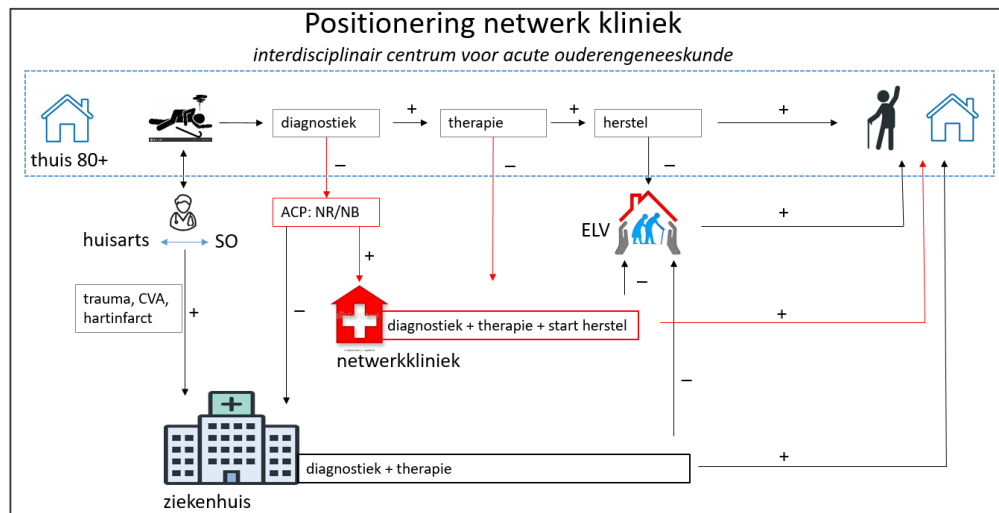 Positionering netwerk kliniek
interdisciplinair centrum voor acute ouderengeneeskunde
thuis 80+
diagnostiek
+
therapie
+
herstel
+
–
–
–
huisarts
SO
ACP: NR/NB
ELV
+
+
trauma, CVA,
hartinfarct
+
–
–
diagnostiek + therapie + start herstel
+
netwerkkliniek
–
diagnostiek + therapie
+
ziekenhuis